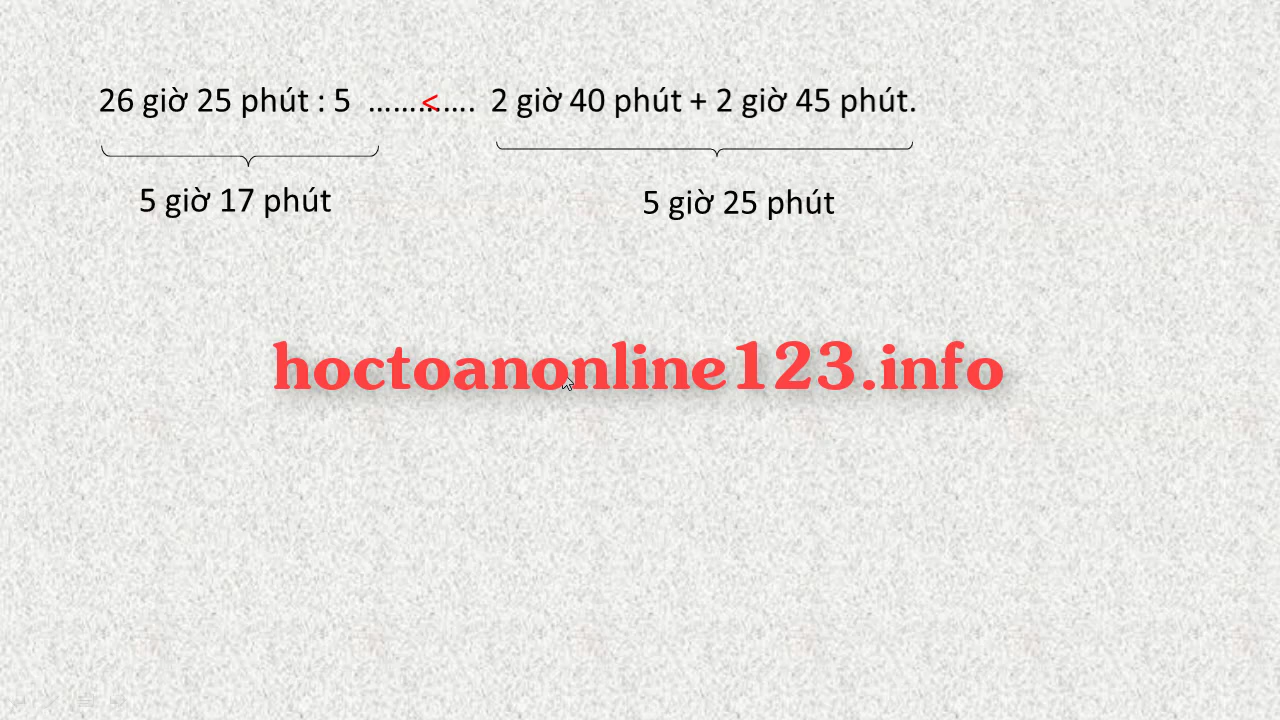 26 giờ 25 phút : 5 ............. 2 giờ 40 phút + 2 giờ 45 phút.
<
5 giờ 17 phút
5 giờ 25 phút
hoctoanonline123.info